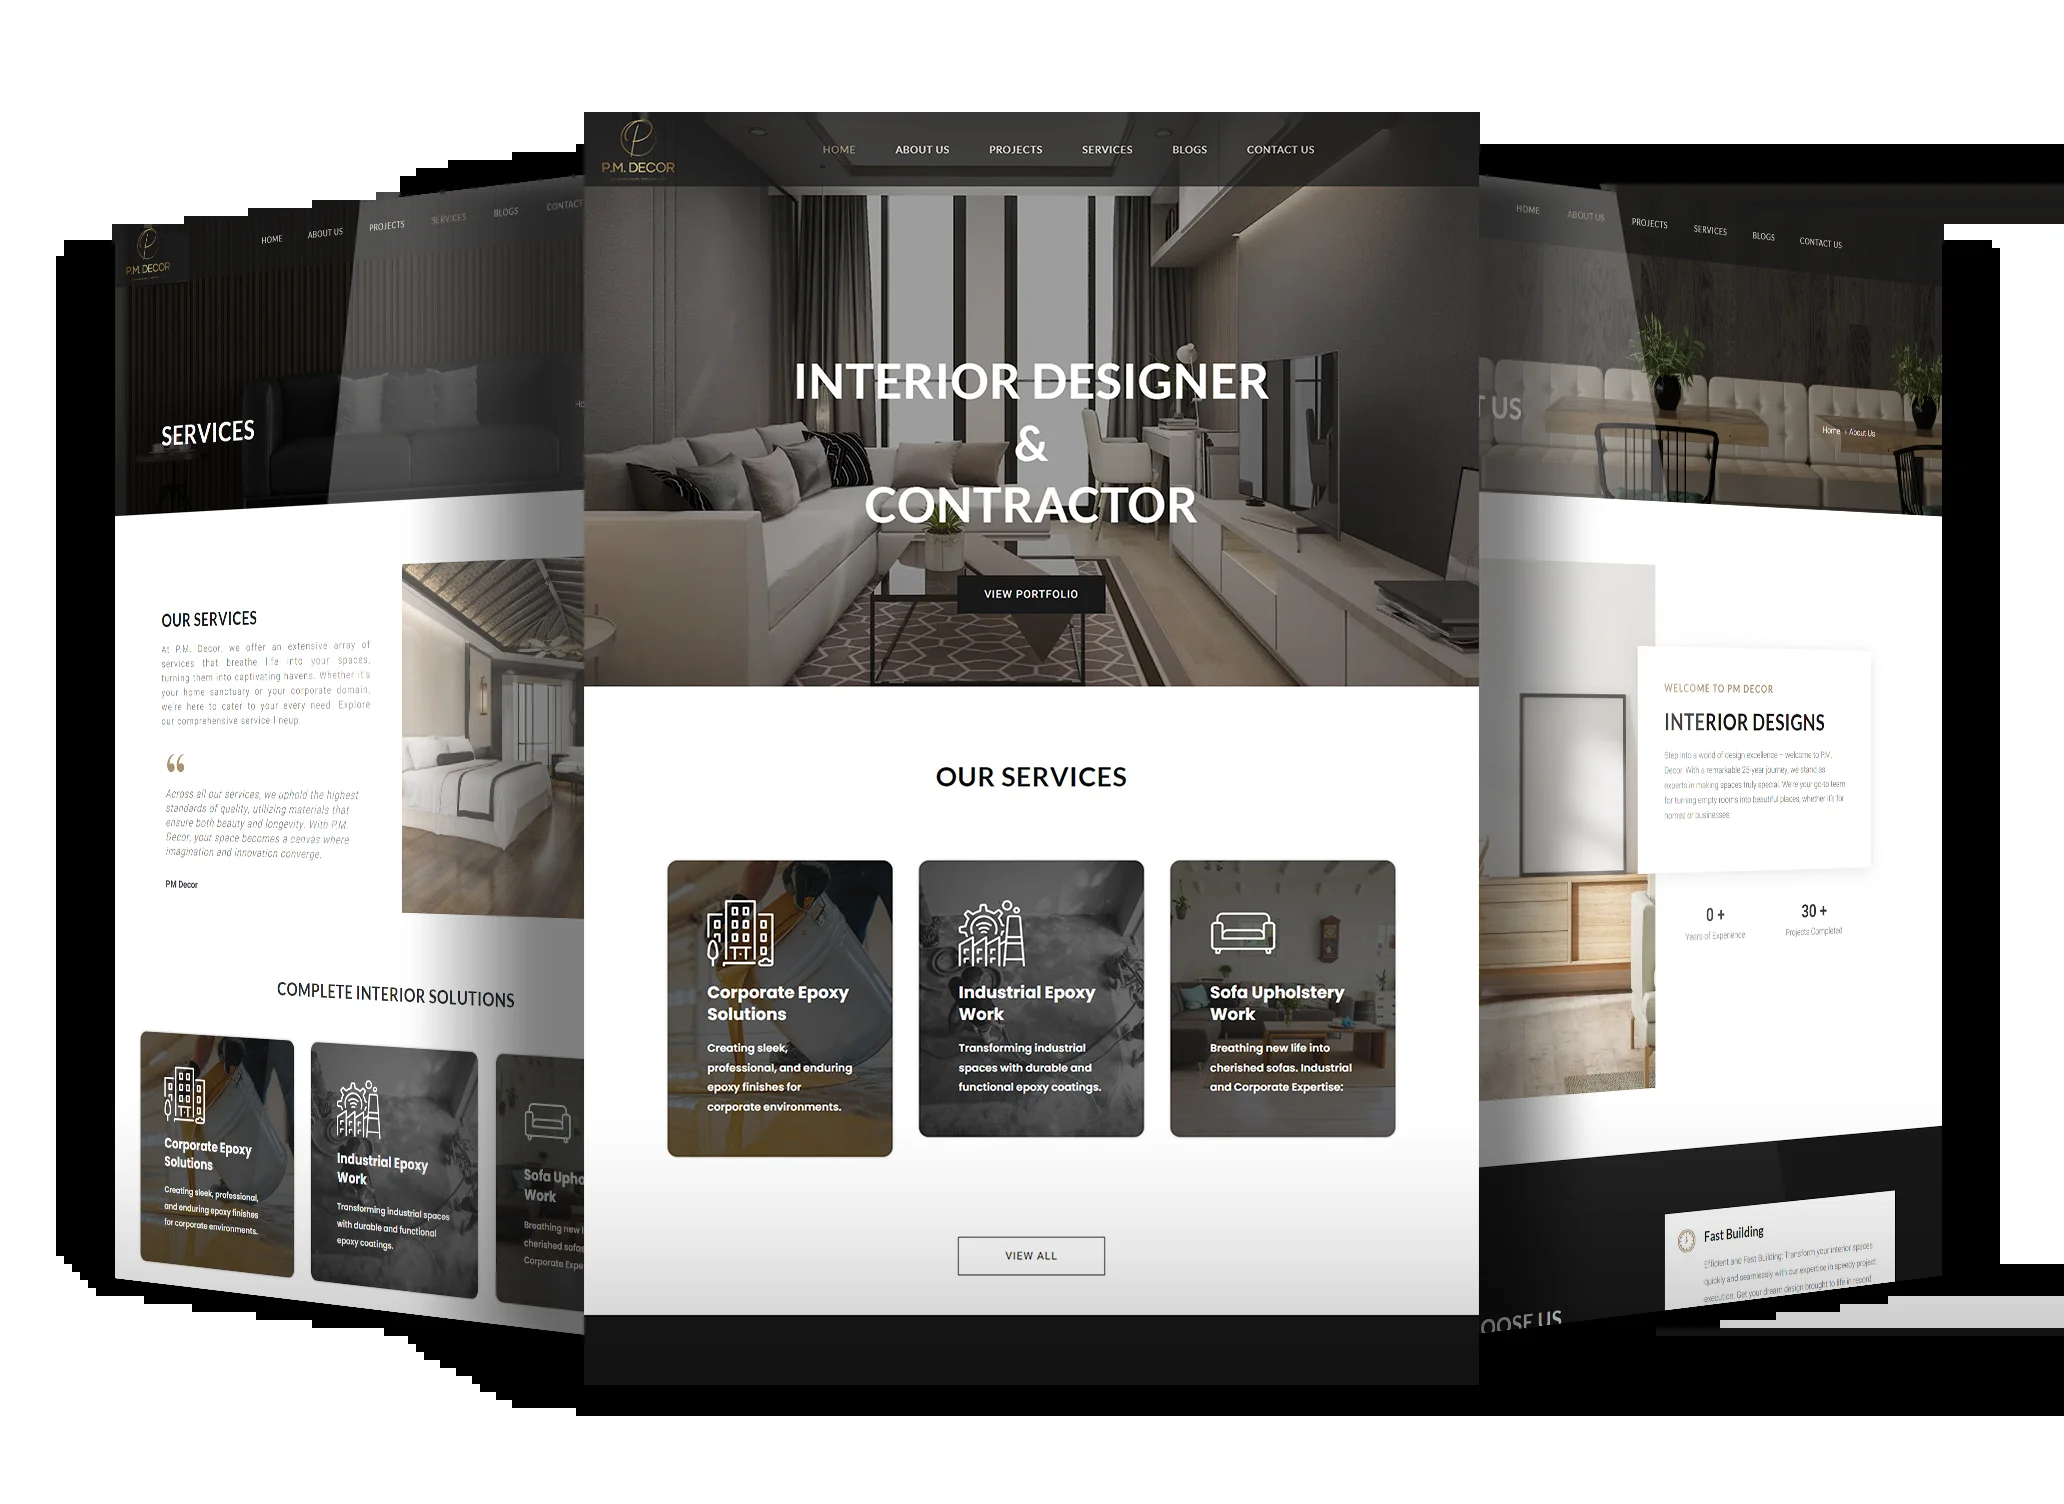 P.M. DECOR
HOME
ABOUT US
PROJECTS
SERVICES
BLOGS
CONTACT
SERVICES
OUR SERVICES
At P.M. Decor, we offer an extensive array of
services that breathe life into your spaces,
turning them into captivating havens. Whether it's
your home sanctuary or your corporate domain,
we're here to cater to your every need. Explore
our comprehensive service lineup.
“
Across all our services, we uphold the highest
standards of quality, utilizing materials that
ensure both beauty and longevity. With P.M.
Decor, your space becomes a canvas where
imagination and innovation converge.
PM Decor
COMPLETE INTERIOR SOLUTIONS
Corporate Epoxy
Solutions
Creating sleek, professional,
and enduring epoxy finishes
for corporate environments.
Industrial Epoxy
Work
Transforming industrial spaces
with durable and functional
epoxy coatings.
Sofa Upho
Work
Breathing new l
cherished sofas
Corporate Expe
P.M. DECOR
HOME
ABOUT US
PROJECTS
SERVICES
BLOGS
CONTACT US
INTERIOR DESIGNER
&
CONTRACTOR
VIEW PORTFOLIO
OUR SERVICES
Corporate Epoxy
Solutions
Creating sleek,
professional, and enduring
epoxy finishes for
corporate environments.
Industrial Epoxy
Work
Transforming industrial
spaces with durable and
functional epoxy coatings.
Sofa Upholstery
Work
Breathing new life into
cherished sofas. Industrial
and Corporate Expertise:
VIEW ALL
HOME
ABOUT US
PROJECTS
SERVICES
BLOGS
CONTACT US
T US
Home › About Us
WELCOME TO PM DECOR
INTERIOR DESIGNS
Step into a world of design excellence – welcome to P.M.
Decor. With a remarkable 25-year journey, we stand as
experts in making spaces truly special. We're your go-to team
for turning empty rooms into beautiful places, whether it's for
homes or businesses.
0 +
Years of Experience
30 +
Projects Completed
Fast Building
Efficient and Fast Building: Transform your interior spaces
quickly and seamlessly with our expertise in speedy project
execution. Get your dream design brought to life in record
OOSE US